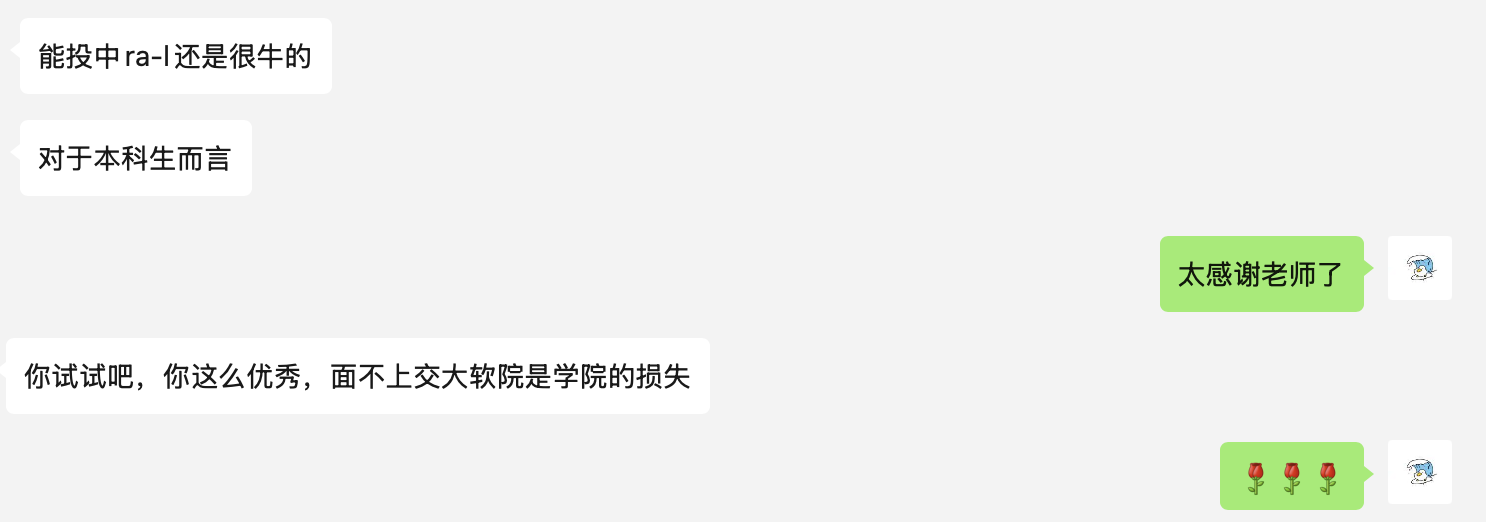 能投中ra-l还是很牛的
对于本科生而言
太感谢老师了
你试试吧，你这么优秀，面不上交大软院是学院的损失
🌹🌹🌹